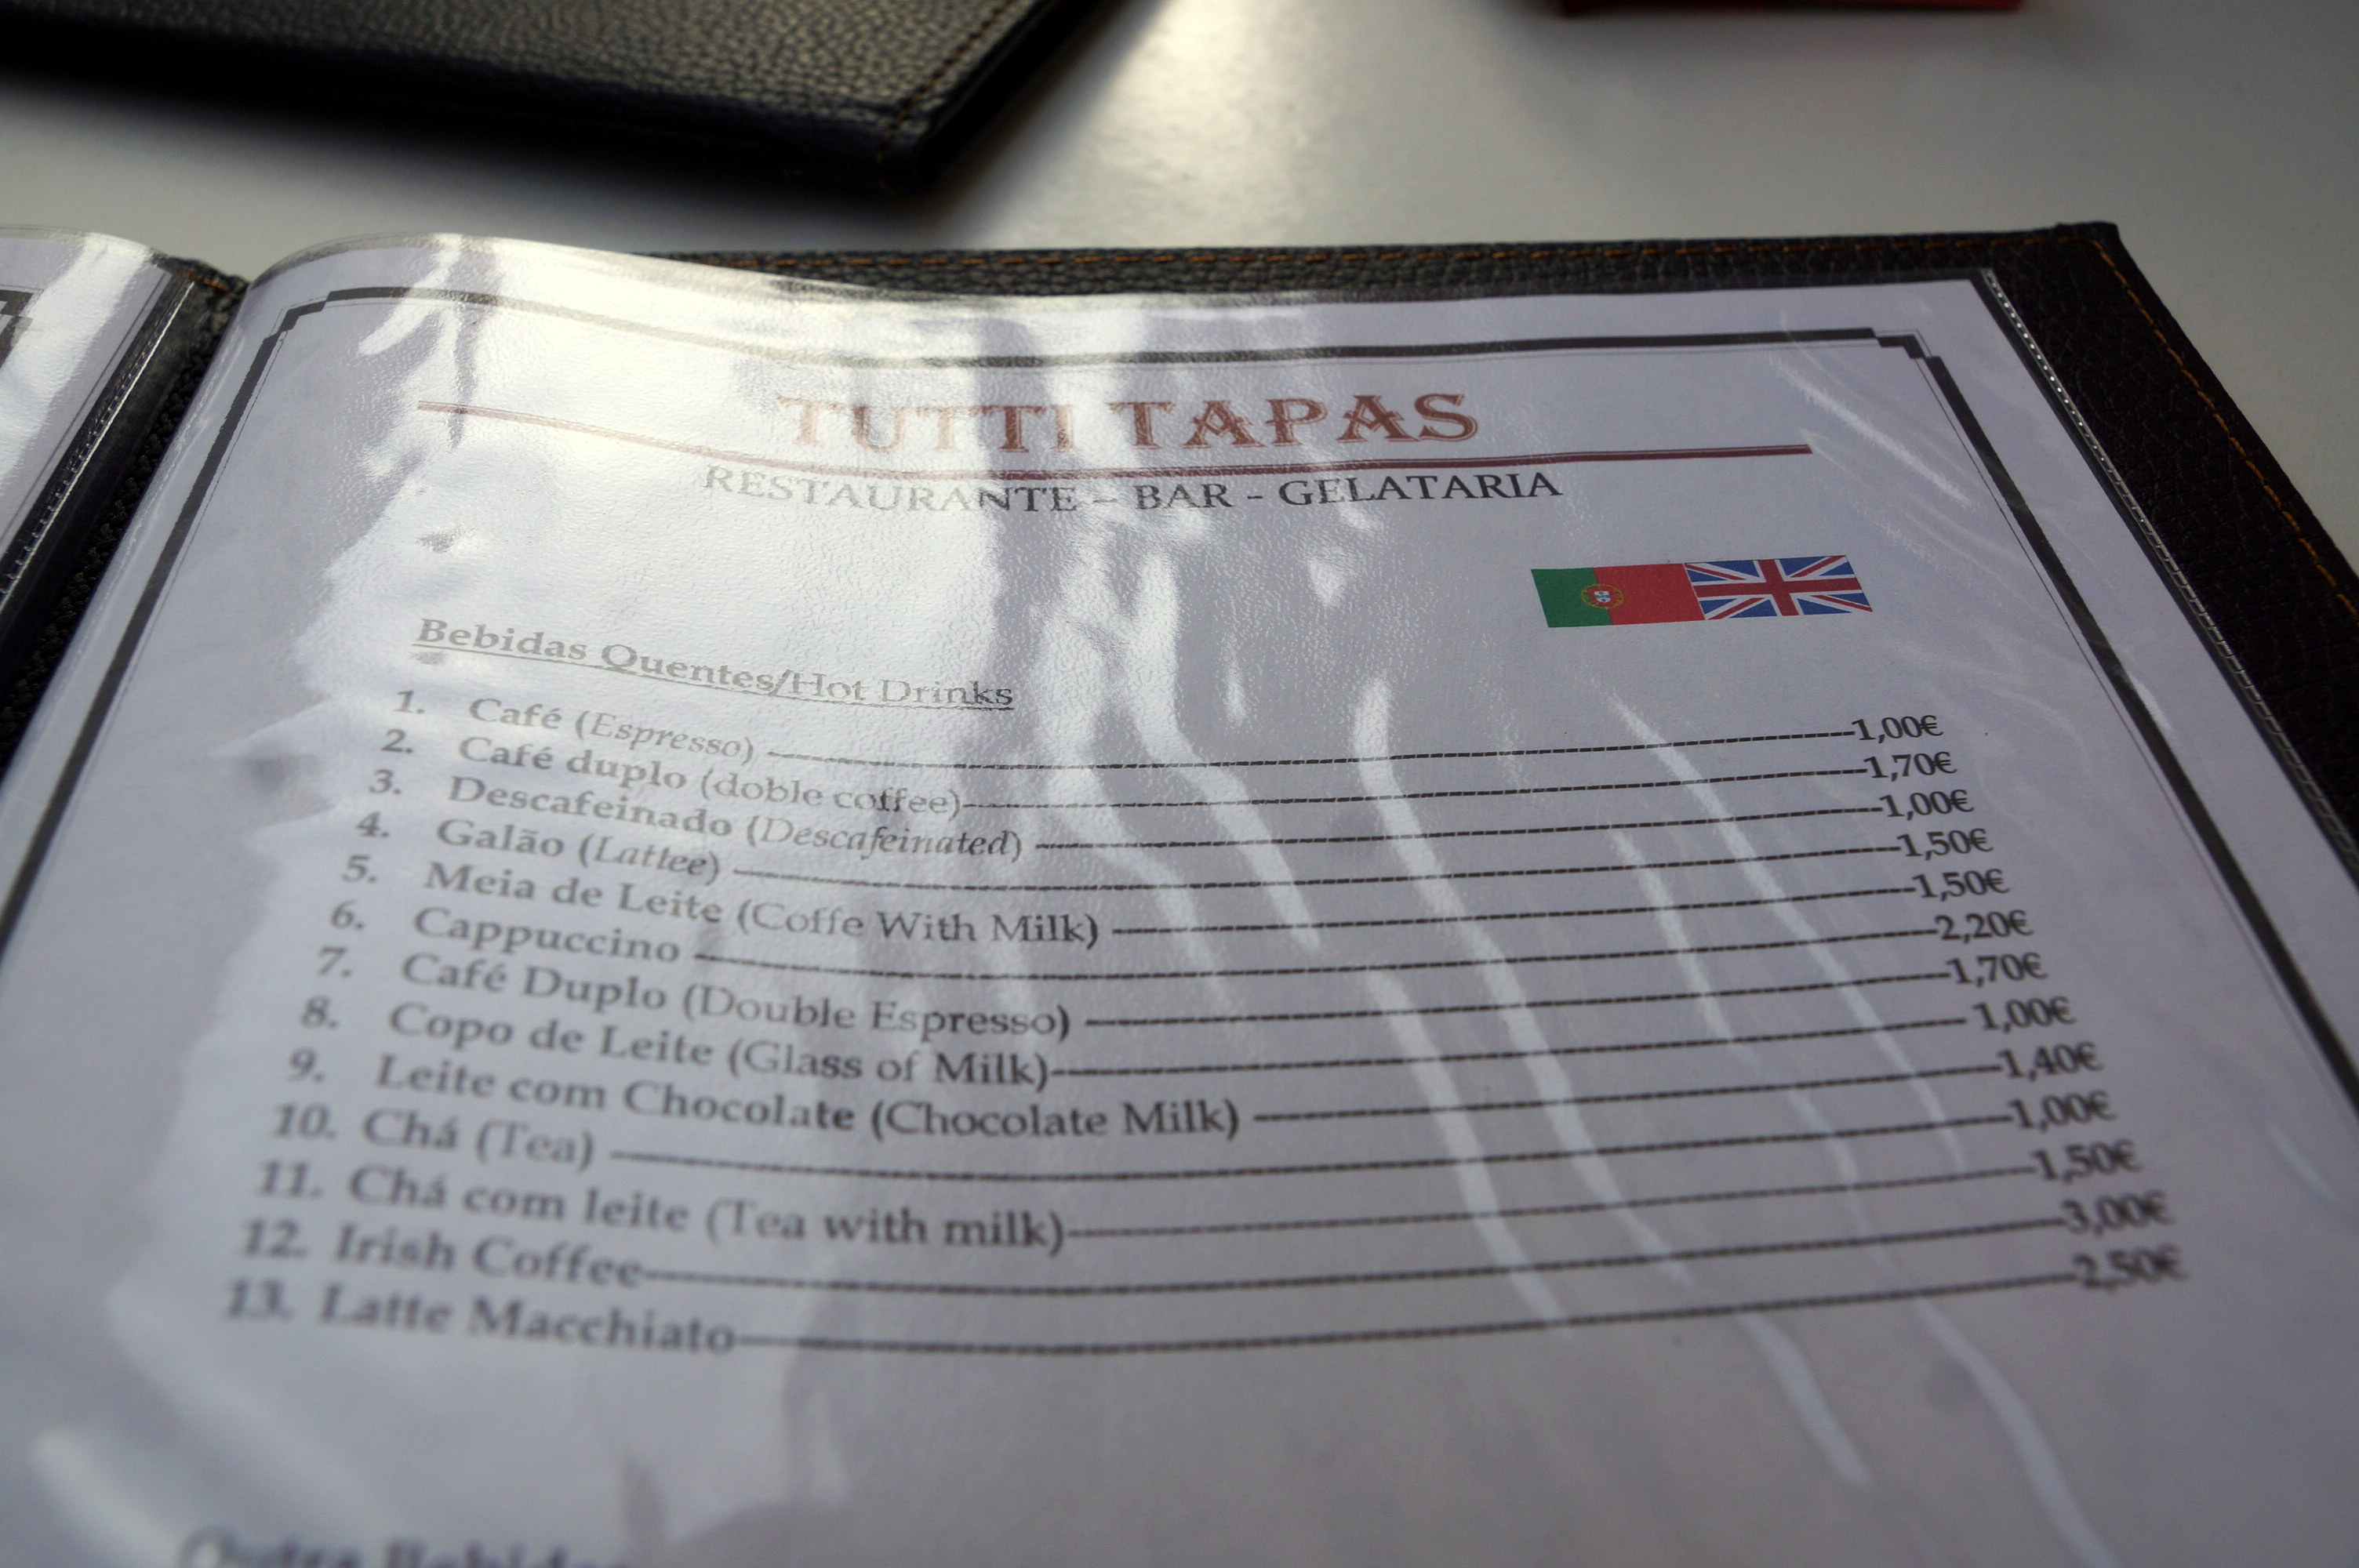 TUTTI TAPAS
RESTAURANTE – BAR - GELATARIA
Bebidas Quentes/Hot Drinks
1. Café (Espresso) 1,00€
2. Café duplo (doble coffee) 1,70€
3. Descafeinado (Descafeinated) 1,00€
4. Galão (Lattee) 1,50€
5. Meia de Leite (Coffe With Milk) 1,50€
6. Cappuccino 2,20€
7. Café Duplo (Double Espresso) 1,70€
8. Copo de Leite (Glass of Milk) 1,00€
9. Leite com Chocolate (Chocolate Milk) 1,40€
10. Chá (Tea) 1,00€
11. Chá com leite (Tea with milk) 1,50€
12. Irish Coffee 3,00€
13. Latte Macchiato 2,50€